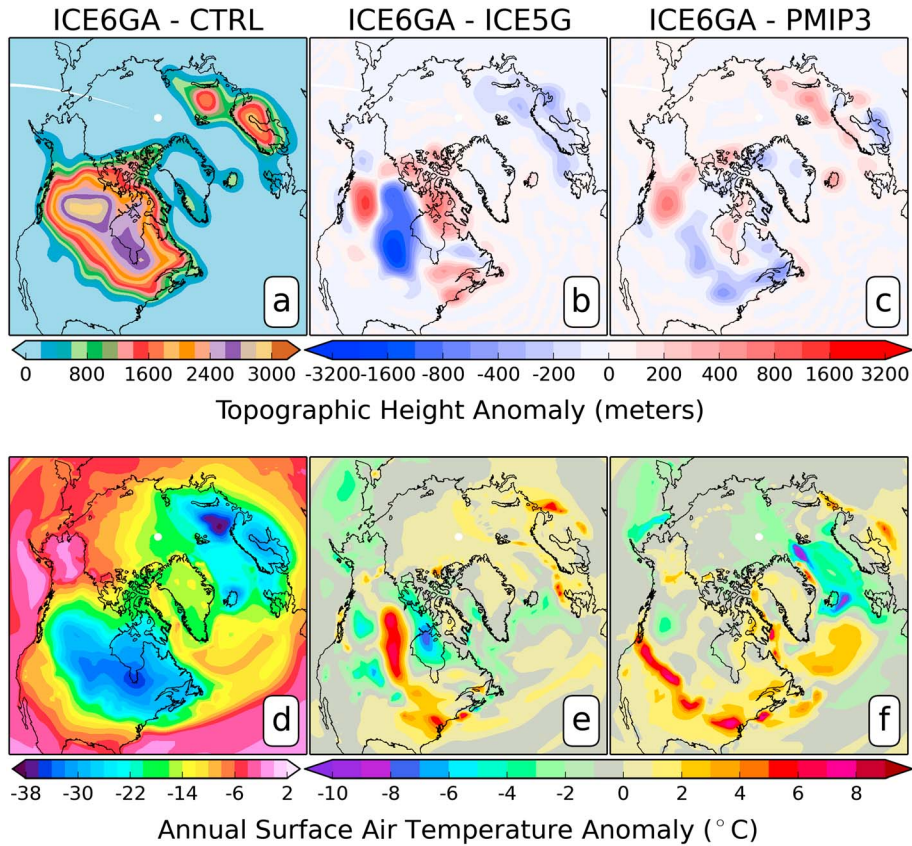 ICE6GA - CTRL ICE6GA - ICE5G ICE6GA - PMIP3
a b c
0 800 1600 2400 3000 -3200 -1600 -800 -400 -200 0 200 400 800 1600 3200
Topographic Height Anomaly (meters)
d e f
-38 -30 -22 -14 -6 2 -10 -8 -6 -4 -2 0 2 4 6 8
Annual Surface Air Temperature Anomaly (°C)